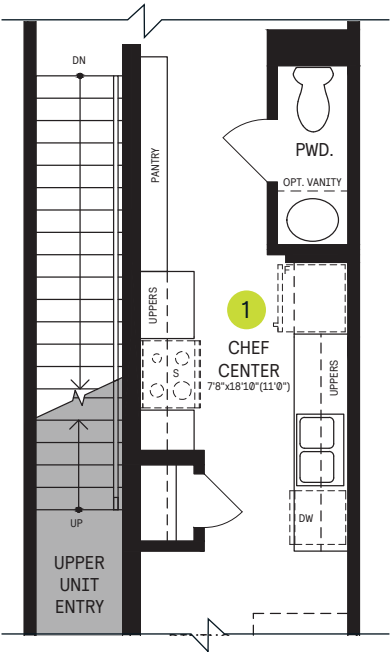 DN
PANTRY
PWD.
OPT. VANITY
F
UPPERS
1
CHEF
CENTER
7'8"x18'10"(11'0")
S
UPPERS
DW
UP
UPPER
UNIT
ENTRY